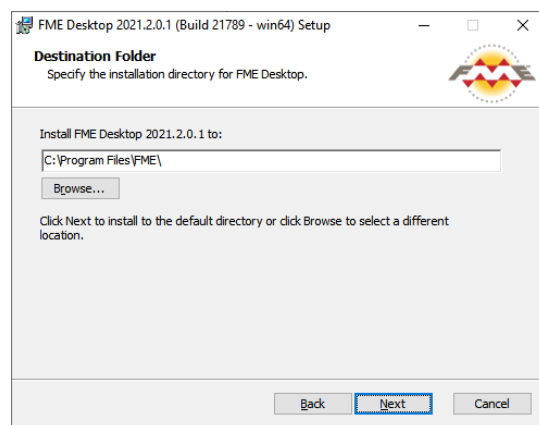 FME Desktop 2021.2.0.1 (Build 21789 - win64) Setup
Destination Folder
Specify the installation directory for FME Desktop.
FME
Install FME Desktop 2021.2.0.1 to:
C:\Program Files\FME\
Browse...
Click Next to install to the default directory or click Browse to select a different
location.
Back Next Cancel